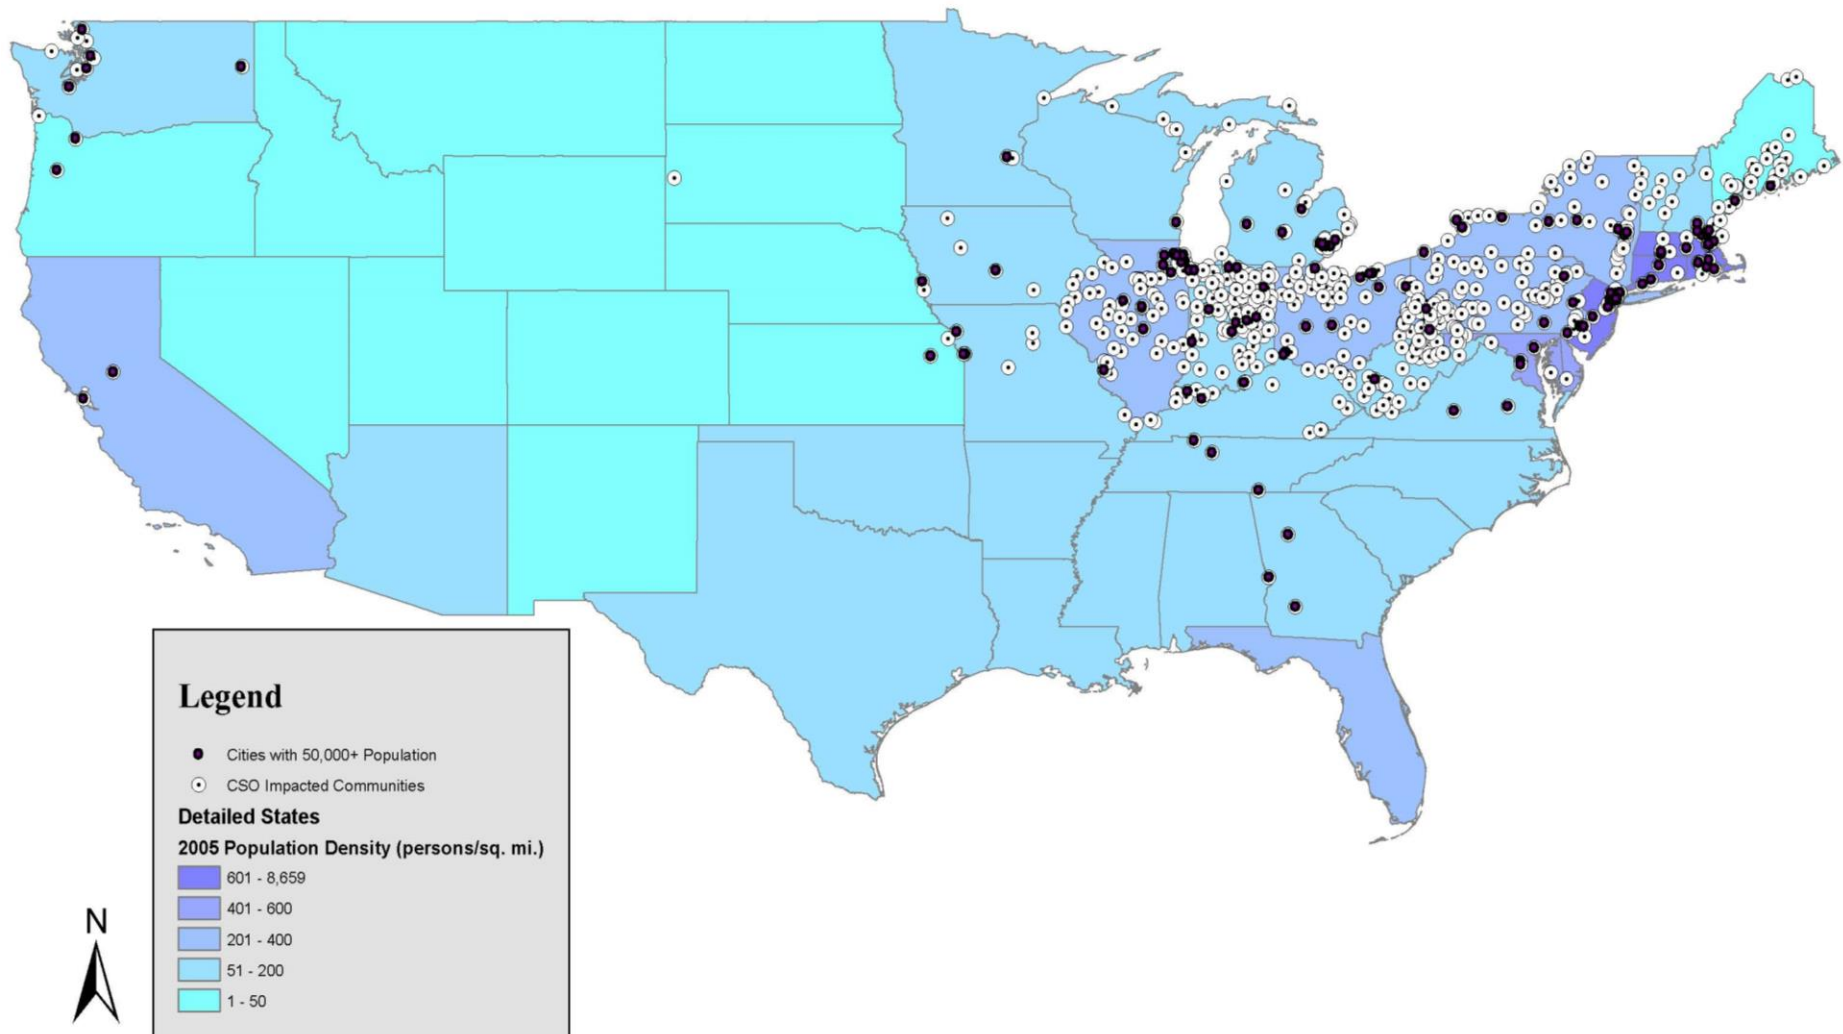 Legend
Cities with 50,000+ Population
CSO Impacted Communities
Detailed States
2005 Population Density (persons/sq. mi.)
601 - 8,659
401 - 600
201 - 400
51 - 200
1 - 50
N